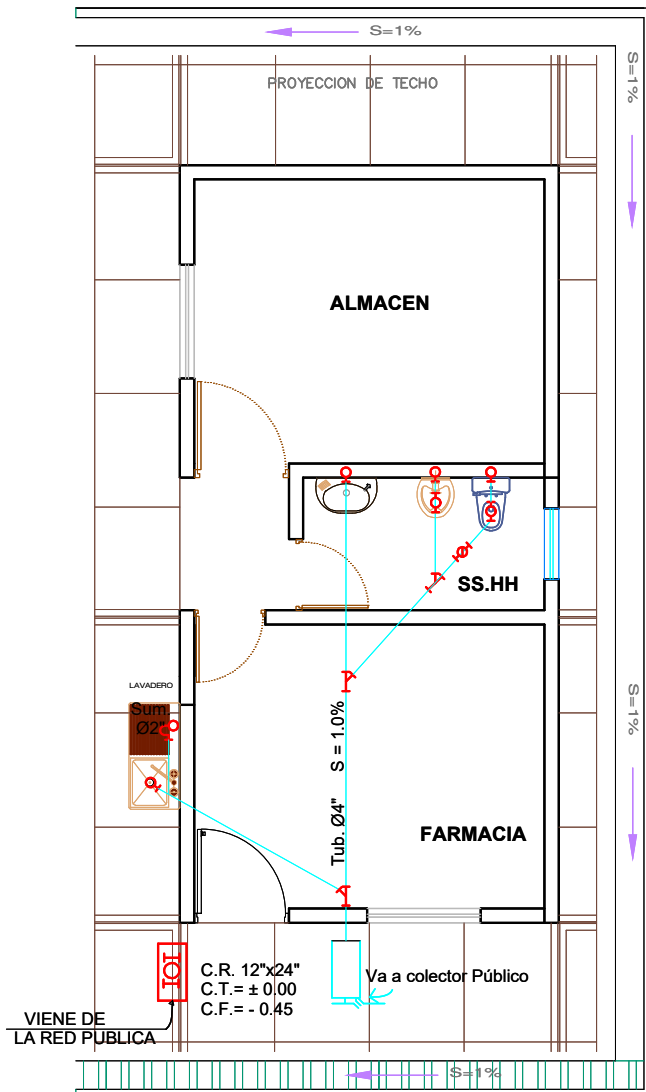 S=1%
S=1%
PROYECCION DE TECHO
ALMACEN
SS.HH
LAVADERO
Sum.
Ø2"
S=1%
Tub. Ø4" S = 1.0%
FARMACIA
C.R. 12"x24"
C.T.= ± 0.00
C.F.= - 0.45
Va a colector Público
VIENE DE
LA RED PUBLICA
S=1%